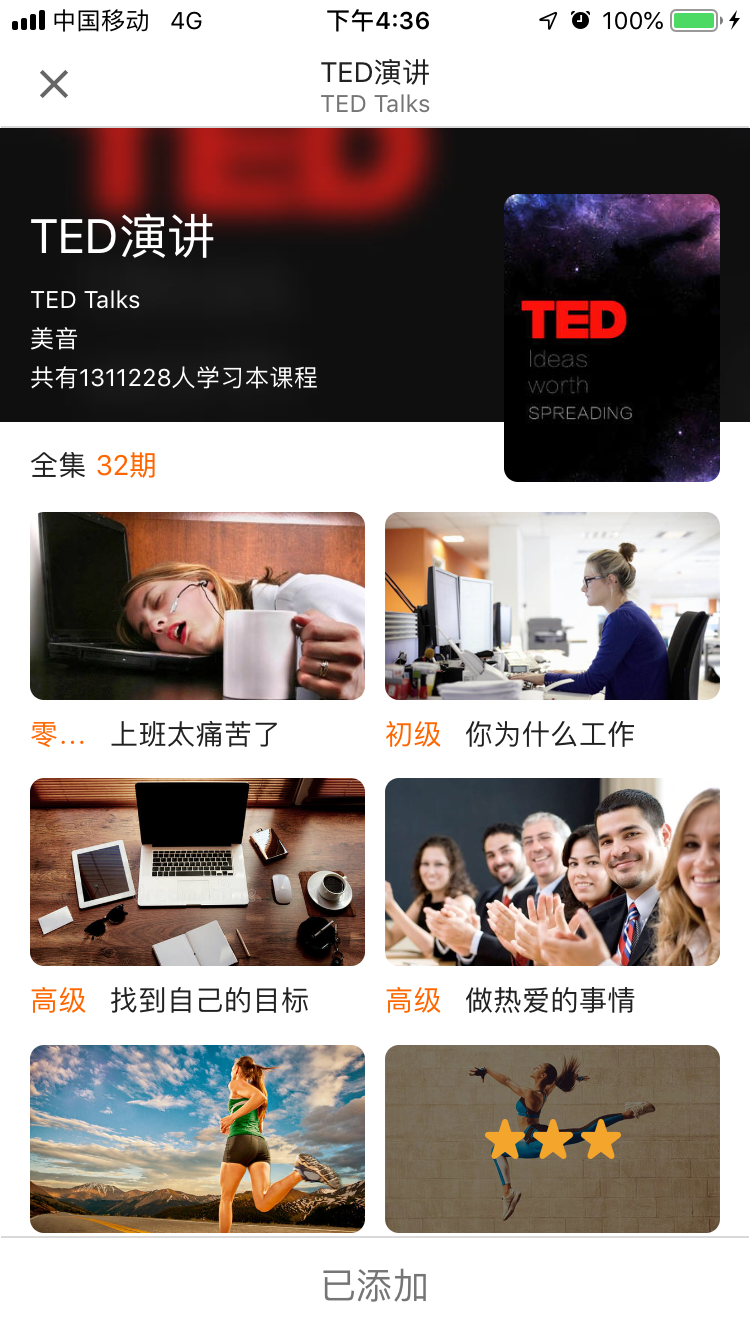 中国移动 4G 下午4:36 100%
TED演讲
TED Talks
TED
TED演讲
TED Talks
美音
共有1311228人学习本课程
TED
Ideas
worth
SPREADING
全集 32期
零... 上班太痛苦了
初级 你为什么工作
高级 找到自己的目标
高级 做热爱的事情
已添加